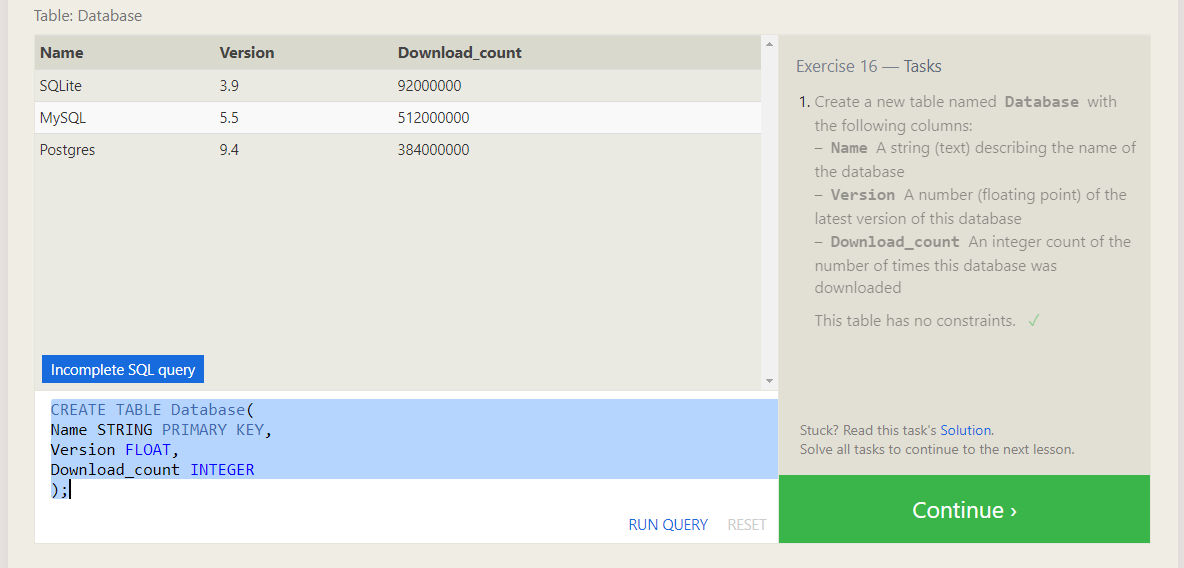 Table: Database
Name Version Download_count
SQLite 3.9 92000000
MySQL 5.5 512000000
Postgres 9.4 384000000
Incomplete SQL query
CREATE TABLE Database(
Name STRING PRIMARY KEY,
Version FLOAT,
Download_count INTEGER
);
RUN QUERY RESET
Exercise 16 — Tasks
1. Create a new table named Database with
the following columns:
– Name A string (text) describing the name of
the database
– Version A number (floating point) of the
latest version of this database
– Download_count An integer count of the
number of times this database was
downloaded
This table has no constraints. ✓
Stuck? Read this task's Solution.
Solve all tasks to continue to the next lesson.
Continue ›